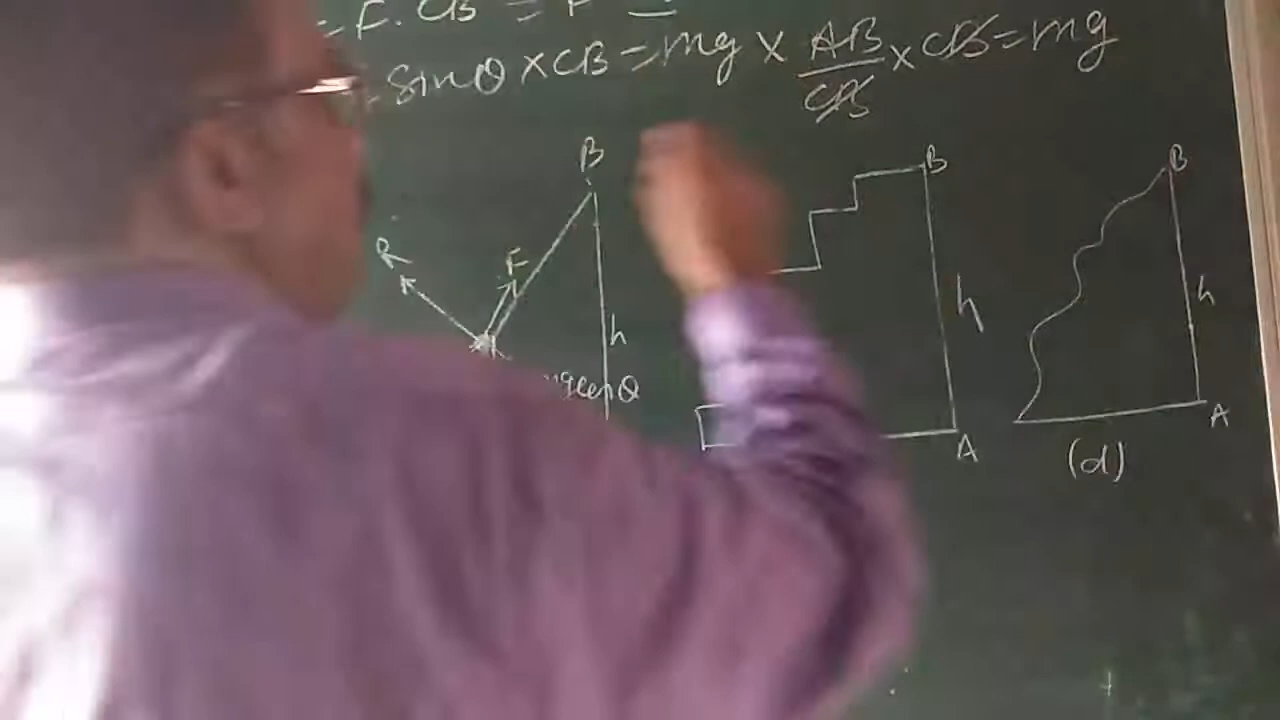 = F. CB = F
sinθ × CB = mg × AB/CB × CB = mg
B B B
R F
h h h
θ
A A
(d)